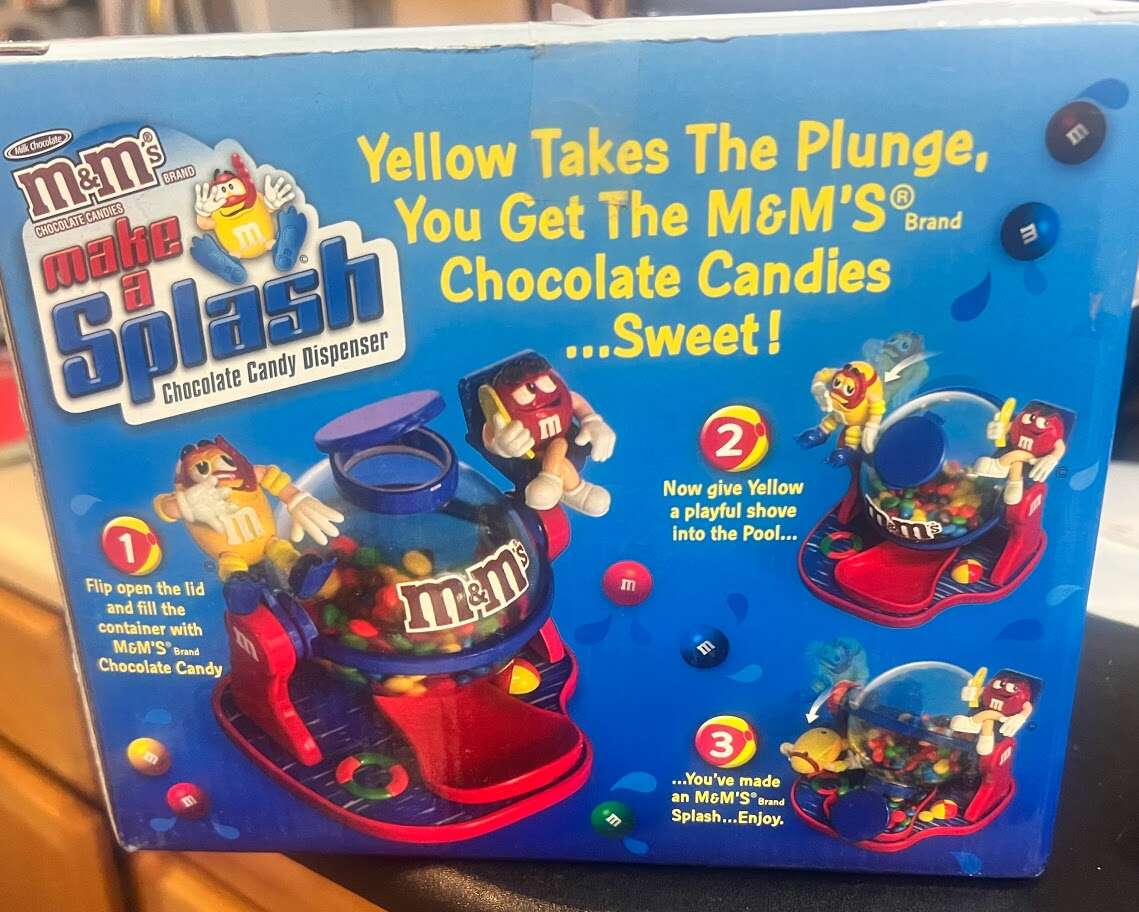 Milk Chocolate
m&m's®
BRAND
CHOCOLATE CANDIES
make
a
Splash
Chocolate Candy Dispenser
Yellow Takes The Plunge,
You Get The M&M'S® Brand
Chocolate Candies
...Sweet!
1
Flip open the lid
and fill the
container with
M&M'S® Brand
Chocolate Candy
m&m's
2
Now give Yellow
a playful shove
into the Pool...
m&m's
3
...You've made
an M&M'S® Brand
Splash...Enjoy.